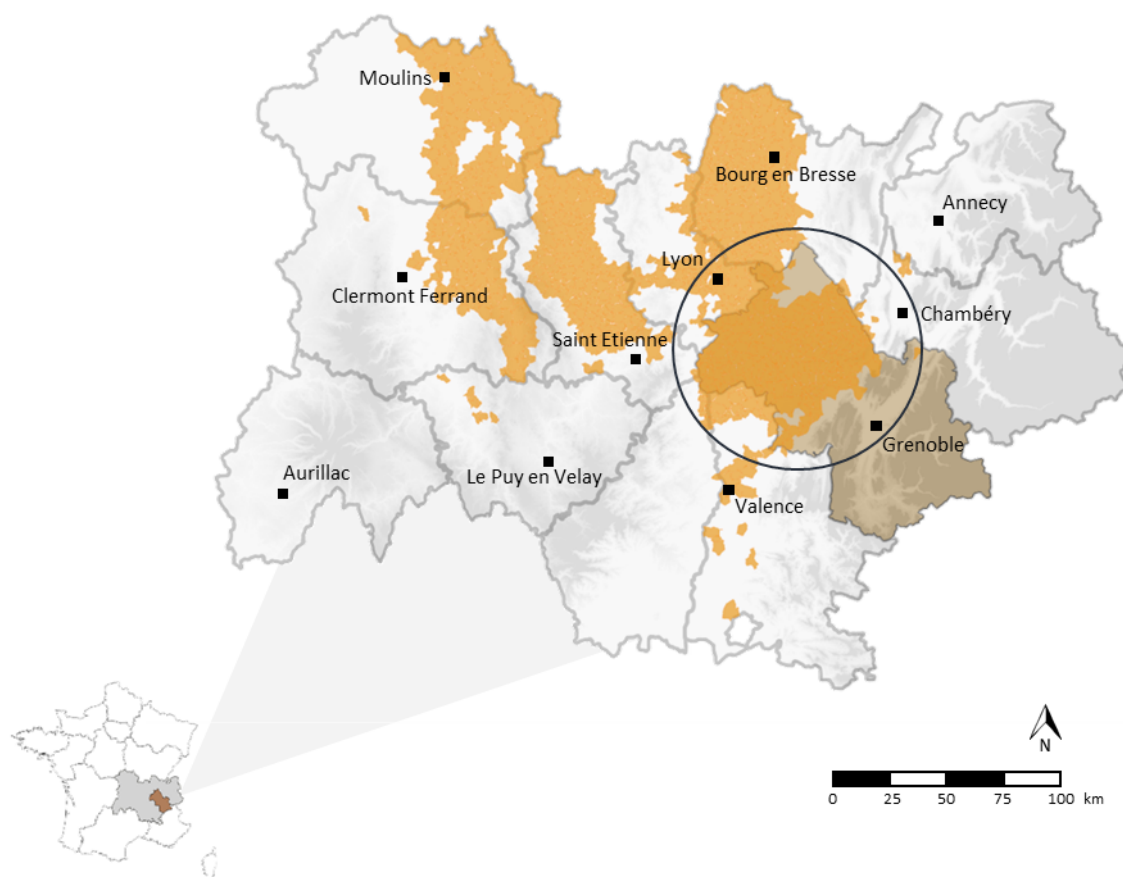 Moulins
Bourg en Bresse
Annecy
Lyon
Clermont Ferrand
Chambéry
Saint Etienne
Grenoble
Aurillac
Le Puy en Velay
Valence
N
0 25 50 75 100 km